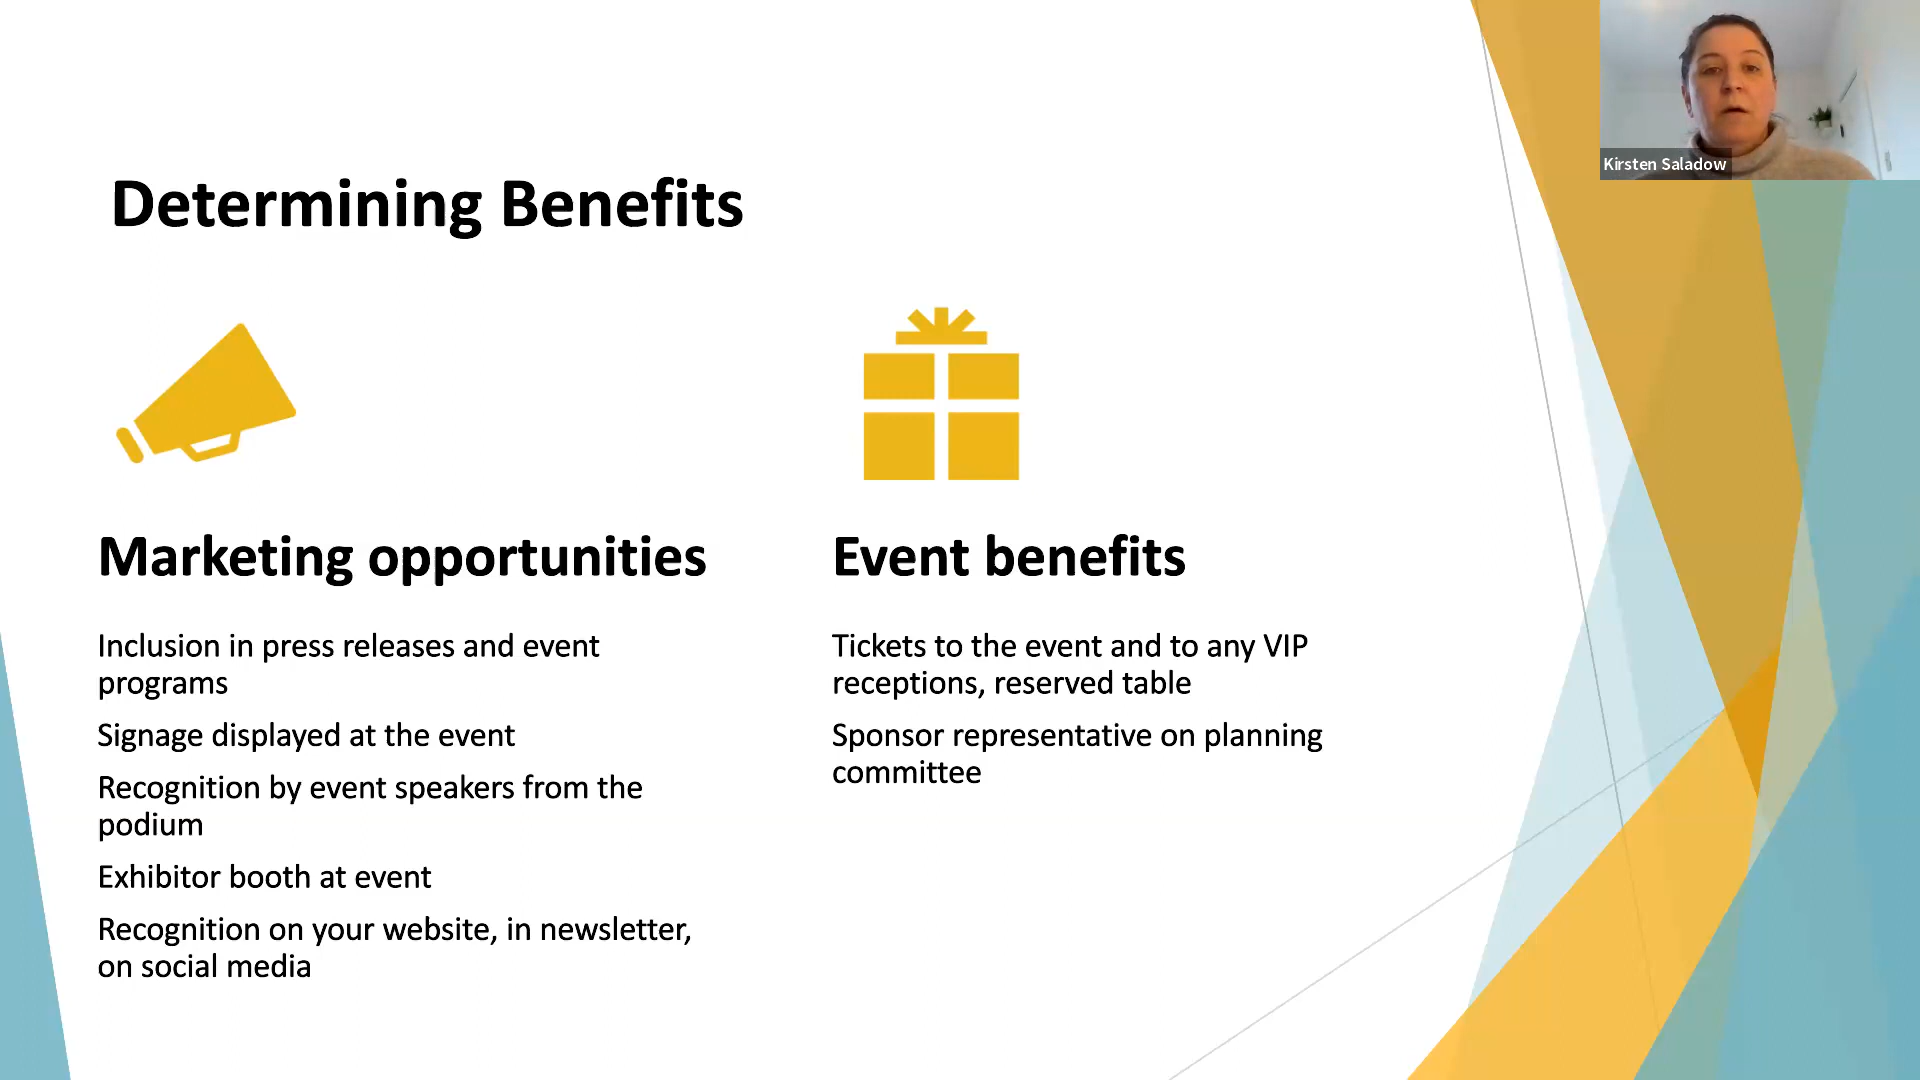 Kirsten Saladow
Determining Benefits
Marketing opportunities
Inclusion in press releases and event
programs
Signage displayed at the event
Recognition by event speakers from the
podium
Exhibitor booth at event
Recognition on your website, in newsletter,
on social media
Event benefits
Tickets to the event and to any VIP
receptions, reserved table
Sponsor representative on planning
committee